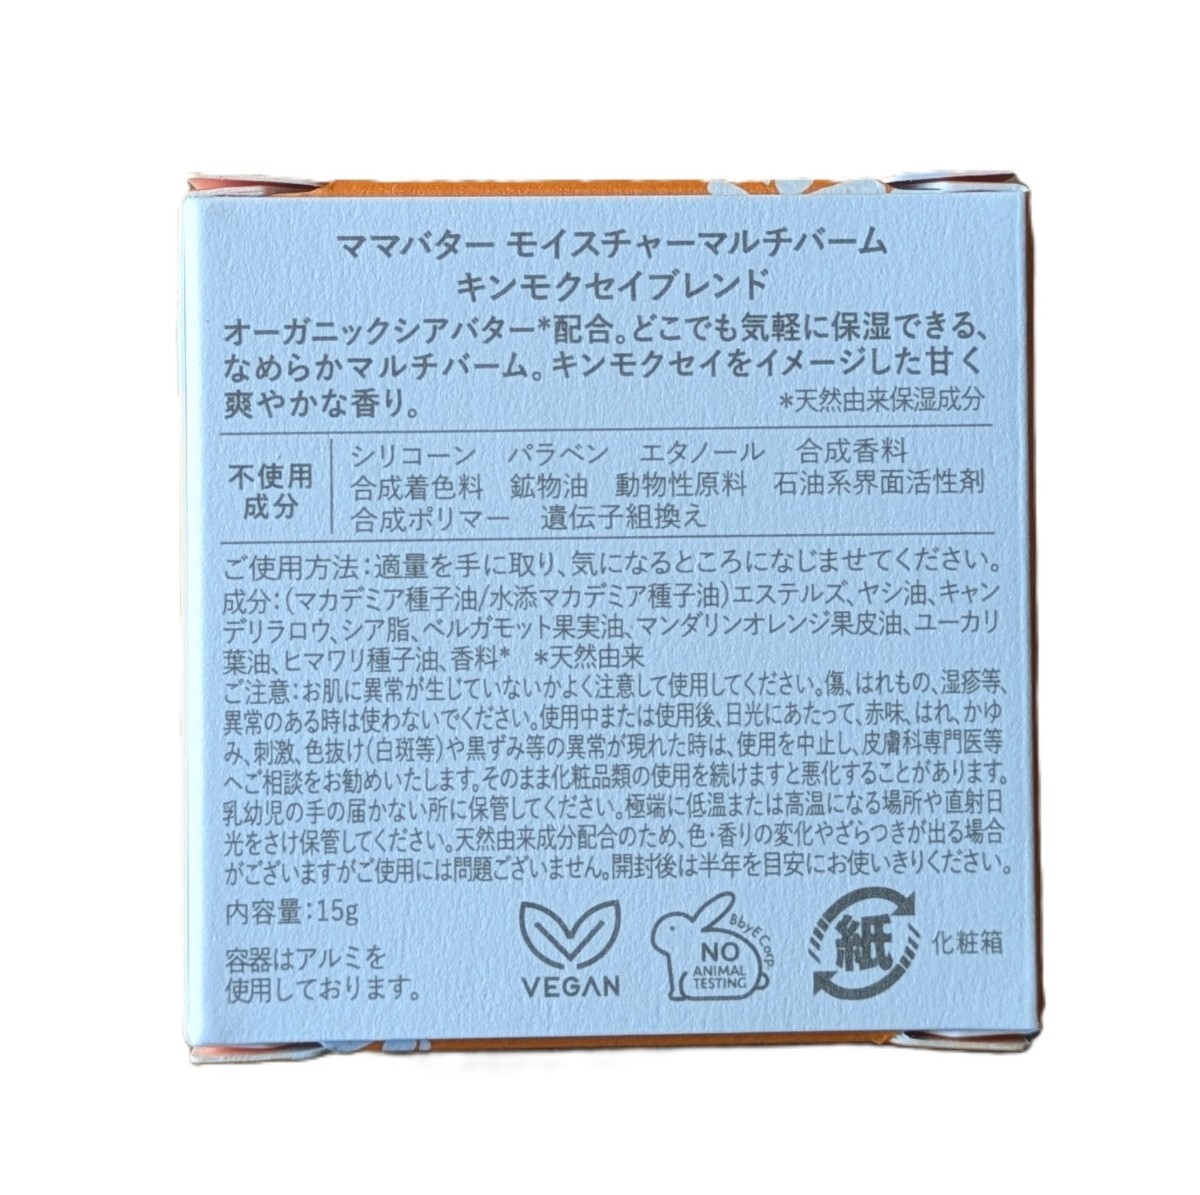 ママバター モイスチャーマルチバーム
キンモクセイブレンド
オーガニックシアバター*配合。どこでも気軽に保湿できる、
なめらかマルチバーム。キンモクセイをイメージした甘く
爽やかな香り。 *天然由来保湿成分
不使用
成分
シリコーン パラベン エタノール 合成香料
合成着色料 鉱物油 動物性原料 石油系界面活性剤
合成ポリマー 遺伝子組換え
ご使用方法：適量を手に取り、気になるところになじませてください。
成分：(マカデミア種子油/水添マカデミア種子油)エステルズ、ヤシ油、キャン
デリラロウ、シア脂、ベルガモット果実油、マンダリンオレンジ果皮油、ユーカリ
葉油、ヒマワリ種子油、香料* *天然由来
ご注意：お肌に異常が生じていないかよく注意して使用してください。傷、はれもの、湿疹等、
異常のある時は使わないでください。使用中または使用後、日光にあたって、赤味、はれ、かゆ
み、刺激、色抜け(白斑等)や黒ずみ等の異常が現れた時は、使用を中止し、皮膚科専門医等
へご相談をお勧めいたします。そのまま化粧品類の使用を続けますと悪化することがあります。
乳幼児の手の届かない所に保管してください。極端に低温または高温になる場所や直射日
光をさけ保管してください。天然由来成分配合のため、色・香りの変化やざらつきが出る場合
がございますがご使用には問題ございません。開封後は半年を目安にお使いきりください。
内容量：15g
容器はアルミを
使用しております。
VEGAN
BbyE Corp.
NO
ANIMAL
TESTING
紙
化粧箱